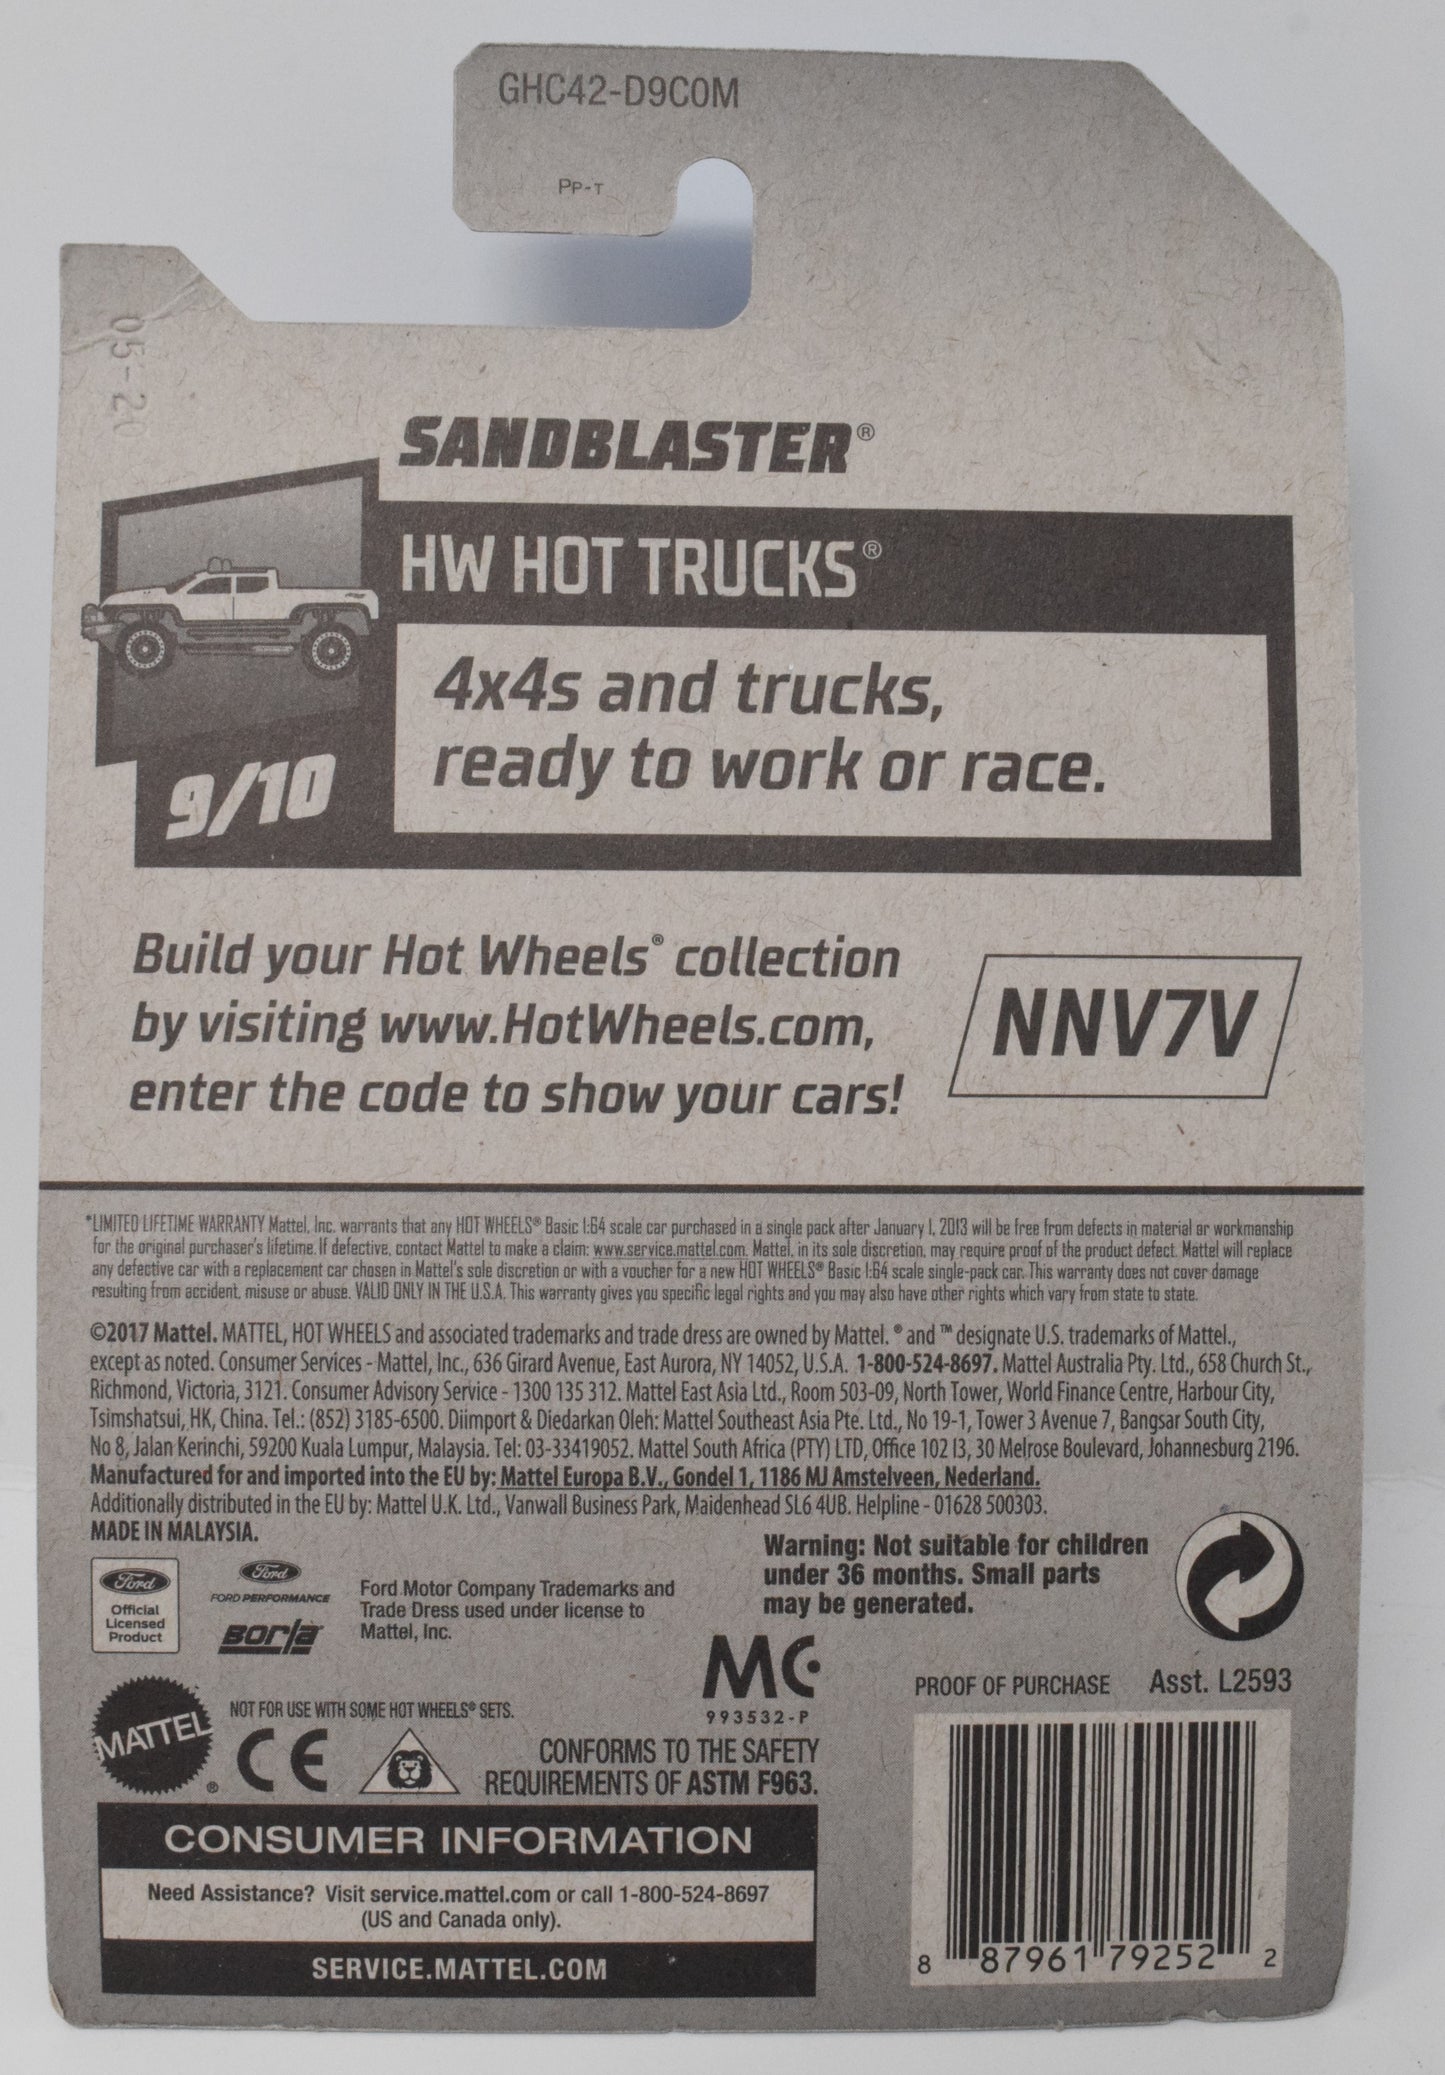 GHC42-D9C0M
PP-T
05-20
SANDBLASTER®
HW HOT TRUCKS®
4x4s and trucks,
ready to work or race.
9/10
Build your Hot Wheels® collection
by visiting www.HotWheels.com,
enter the code to show your cars!
NNV7V
*LIMITED LIFETIME WARRANTY Mattel, Inc. warrants that any HOT WHEELS® Basic 1:64 scale car purchased in a single pack after January 1, 2013 will be free from defects in material or workmanship
for the original purchaser's lifetime. If defective, contact Mattel to make a claim: www.service.mattel.com. Mattel, in its sole discretion, may require proof of the product defect. Mattel will replace
any defective car with a replacement car chosen in Mattel's sole discretion or with a voucher for a new HOT WHEELS® Basic 1:64 scale single-pack car. This warranty does not cover damage
resulting from accident, misuse or abuse. VALID ONLY IN THE U.S.A. This warranty gives you specific legal rights and you may also have other rights which vary from state to state.
©2017 Mattel. MATTEL, HOT WHEELS and associated trademarks and trade dress are owned by Mattel. ® and ™ designate U.S. trademarks of Mattel.,
except as noted. Consumer Services - Mattel, Inc., 636 Girard Avenue, East Aurora, NY 14052, U.S.A. 1-800-524-8697. Mattel Australia Pty. Ltd., 658 Church St.,
Richmond, Victoria, 3121. Consumer Advisory Service - 1300 135 312. Mattel East Asia Ltd., Room 503-09, North Tower, World Finance Centre, Harbour City,
Tsimshatsui, HK, China. Tel.: (852) 3185-6500. Diimport & Diedarkan Oleh: Mattel Southeast Asia Pte. Ltd., No 19-1, Tower 3 Avenue 7, Bangsar South City,
No 8, Jalan Kerinchi, 59200 Kuala Lumpur, Malaysia. Tel: 03-33419052. Mattel South Africa (PTY) LTD, Office 102 I3, 30 Melrose Boulevard, Johannesburg 2196.
Manufactured for and imported into the EU by: Mattel Europa B.V., Gondel 1, 1186 MJ Amstelveen, Nederland.
Additionally distributed in the EU by: Mattel U.K. Ltd., Vanwall Business Park, Maidenhead SL6 4UB. Helpline - 01628 500303.
MADE IN MALAYSIA.
Ford
Official
Licensed
Product
Ford
FORD PERFORMANCE
Borla
Ford Motor Company Trademarks and
Trade Dress used under license to
Mattel, Inc.
Warning: Not suitable for children
under 36 months. Small parts
may be generated.
MC
993532-P
PROOF OF PURCHASE Asst. L2593
MATTEL®
NOT FOR USE WITH SOME HOT WHEELS® SETS.
CE
CONFORMS TO THE SAFETY
REQUIREMENTS OF ASTM F963.
CONSUMER INFORMATION
Need Assistance? Visit service.mattel.com or call 1-800-524-8697
(US and Canada only).
SERVICE.MATTEL.COM
8 87961 79252 2